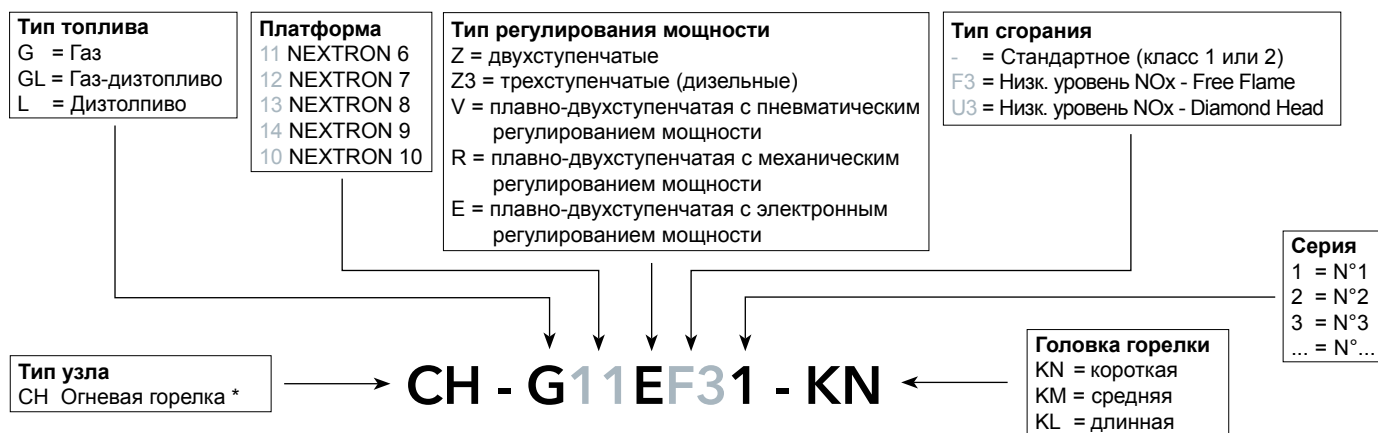 Тип топлива
G = Газ
GL = Газ-дизтопливо
L = Дизтолпиво
Платформа
11 NEXTRON 6
12 NEXTRON 7
13 NEXTRON 8
14 NEXTRON 9
10 NEXTRON 10
Тип регулирования мощности
Z = двухступенчатые
Z3 = трехступенчатые (дизельные)
V = плавно-двухступенчатая с пневматическим
регулированием мощности
R = плавно-двухступенчатая с механическим
регулированием мощности
E = плавно-двухступенчатая с электронным
регулированием мощности
Тип сгорания
- = Стандартное (класс 1 или 2)
F3 = Низк. уровень NOx - Free Flame
U3 = Низк. уровень NOx - Diamond Head
Серия
1 = N°1
2 = N°2
3 = N°3
... = N°...
Тип узла
CH Огневая горелка *
CH - G11EF31 - KN
Головка горелки
KN = короткая
KM = средняя
KL = длинная